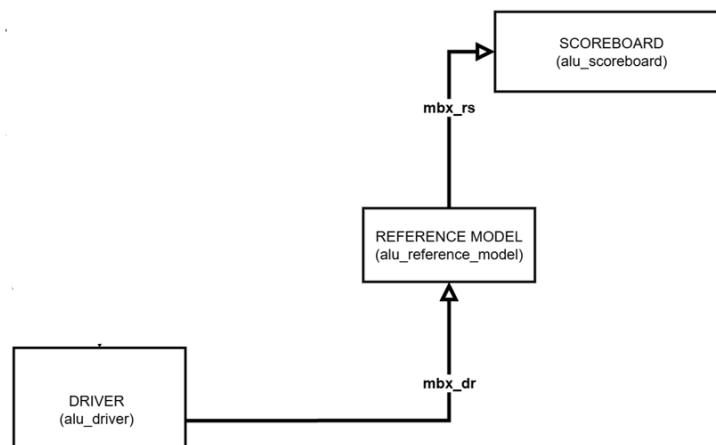 SCOREBOARD
(alu_scoreboard)
mbx_rs
REFERENCE MODEL
(alu_reference_model)
mbx_dr
DRIVER
(alu_driver)